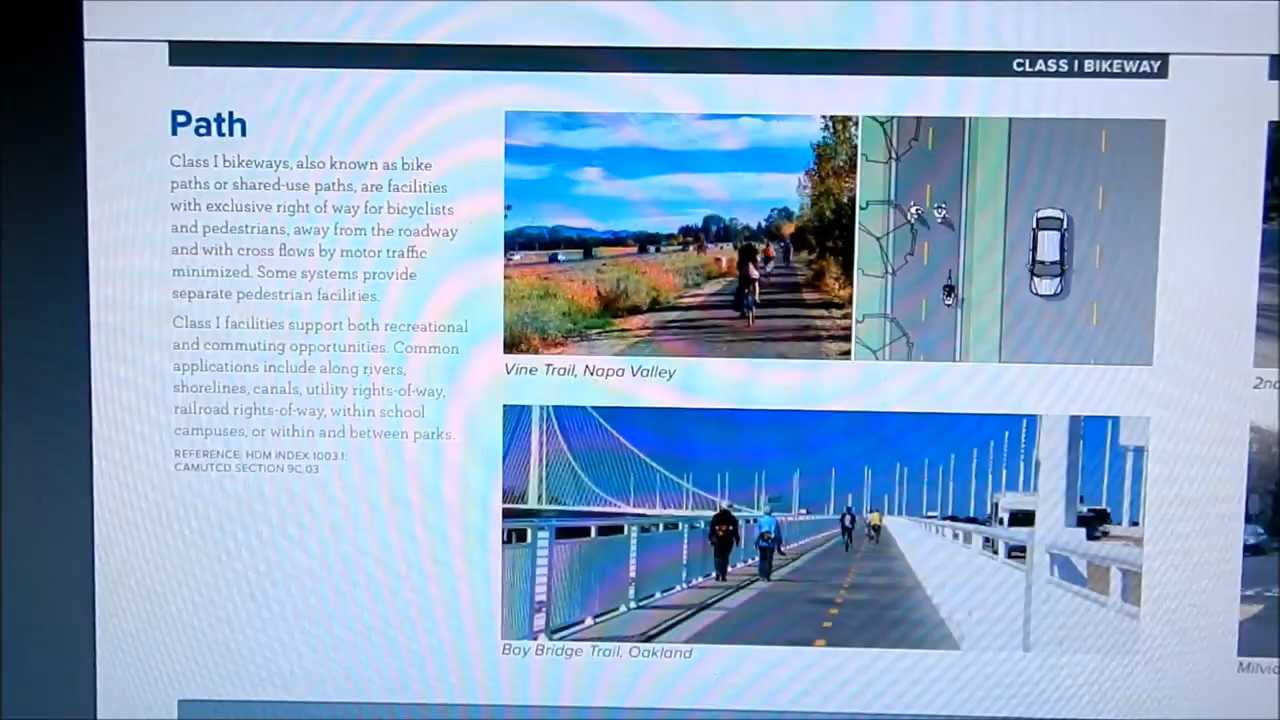 CLASS I BIKEWAY
Path
Class I bikeways, also known as bike
paths or shared-use paths, are facilities
with exclusive right of way for bicyclists
and pedestrians, away from the roadway
and with cross flows by motor traffic
minimized. Some systems provide
separate pedestrian facilities.
Class I facilities support both recreational
and commuting opportunities. Common
applications include along rivers,
shorelines, canals, utility rights-of-way,
railroad rights-of-way, within school
campuses, or within and between parks.
REFERENCE: HDM INDEX 1003.1;
CAMUTCD SECTION 9C.03
Vine Trail, Napa Valley
Bay Bridge Trail, Oakland